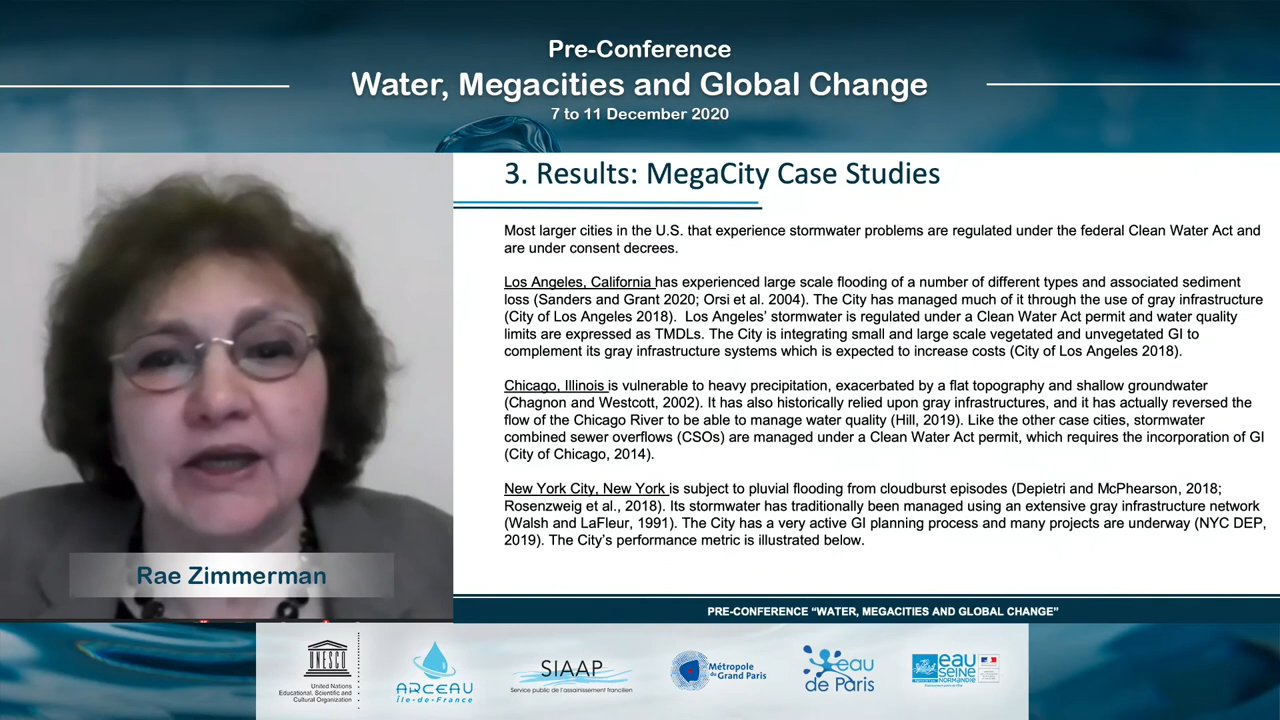 Pre-Conference
Water, Megacities and Global Change
7 to 11 December 2020
3. Results: MegaCity Case Studies
Most larger cities in the U.S. that experience stormwater problems are regulated under the federal Clean Water Act and
are under consent decrees.
Los Angeles, California has experienced large scale flooding of a number of different types and associated sediment
loss (Sanders and Grant 2020; Orsi et al. 2004). The City has managed much of it through the use of gray infrastructure
(City of Los Angeles 2018). Los Angeles’ stormwater is regulated under a Clean Water Act permit and water quality
limits are expressed as TMDLs. The City is integrating small and large scale vegetated and unvegetated GI to
complement its gray infrastructure systems which is expected to increase costs (City of Los Angeles 2018).
Chicago, Illinois is vulnerable to heavy precipitation, exacerbated by a flat topography and shallow groundwater
(Chagnon and Westcott, 2002). It has also historically relied upon gray infrastructures, and it has actually reversed the
flow of the Chicago River to be able to manage water quality (Hill, 2019). Like the other case cities, stormwater
combined sewer overflows (CSOs) are managed under a Clean Water Act permit, which requires the incorporation of GI
(City of Chicago, 2014).
New York City, New York is subject to pluvial flooding from cloudburst episodes (Depietri and McPhearson, 2018;
Rosenzweig et al., 2018). Its stormwater has traditionally been managed using an extensive gray infrastructure network
(Walsh and LaFleur, 1991). The City has a very active GI planning process and many projects are underway (NYC DEP,
2019). The City’s performance metric is illustrated below.
Rae Zimmerman
PRE-CONFERENCE “WATER, MEGACITIES AND GLOBAL CHANGE”
UNESCO
United Nations
Educational, Scientific and
Cultural Organization
ARCEAU
Île-de-France
SIAAP
Service public de l'assainissement francilien
Métropole
du Grand Paris
eau
de Paris
EAU
SEINE
NORMANDIE